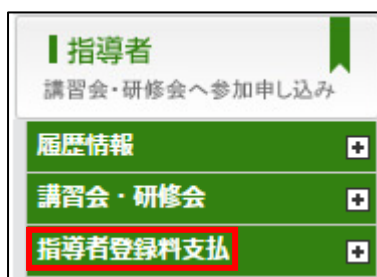 指導者
講習会・研修会へ参加申し込み
履歴情報
講習会・研修会
指導者登録料支払